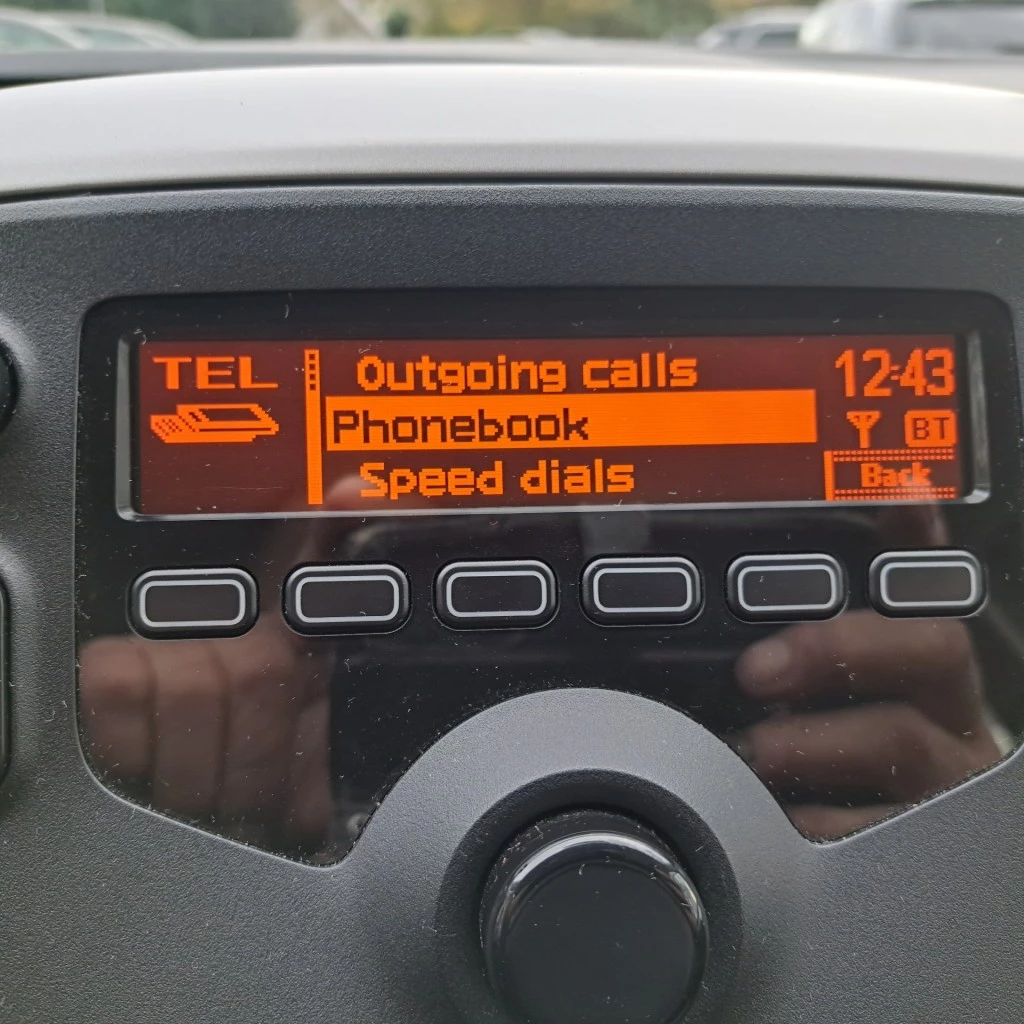 TEL
Outgoing calls
Phonebook
Speed dials
12:43
BT
Back